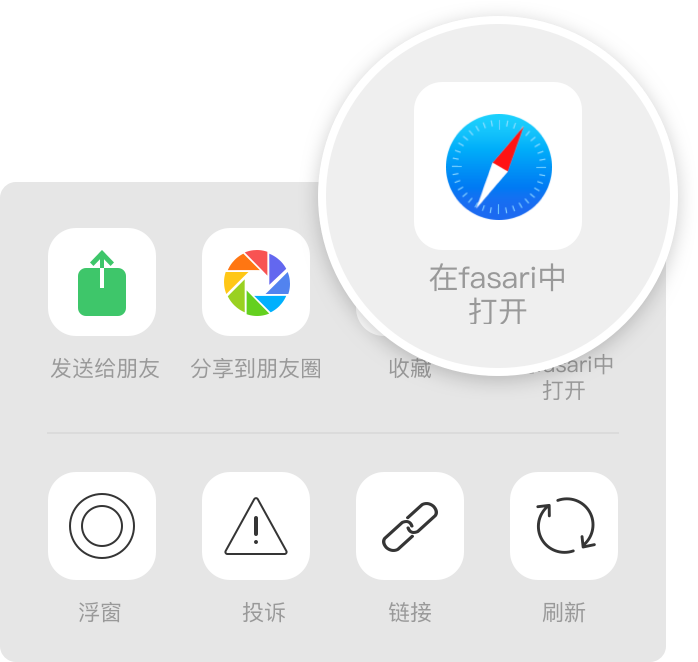 在fasari中
打开
发送给朋友
分享到朋友圈
收藏
asari中
打开
浮窗
投诉
链接
刷新